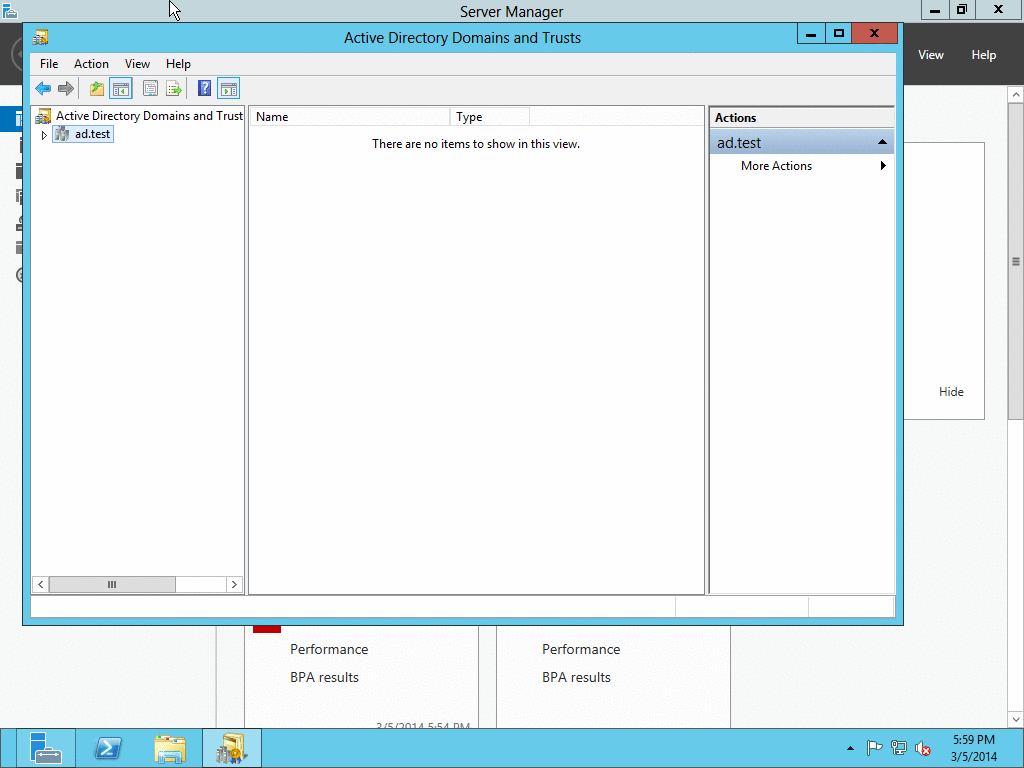 Server Manager
Active Directory Domains and Trusts
View
Help
File
Action
View
Help
Active Directory Domains and Trust
ad.test
Name
Type
There are no items to show in this view.
Actions
ad.test
More Actions
Hide
Performance
Performance
BPA results
BPA results
3/5/2014 5:54 PM
5:59 PM
3/5/2014